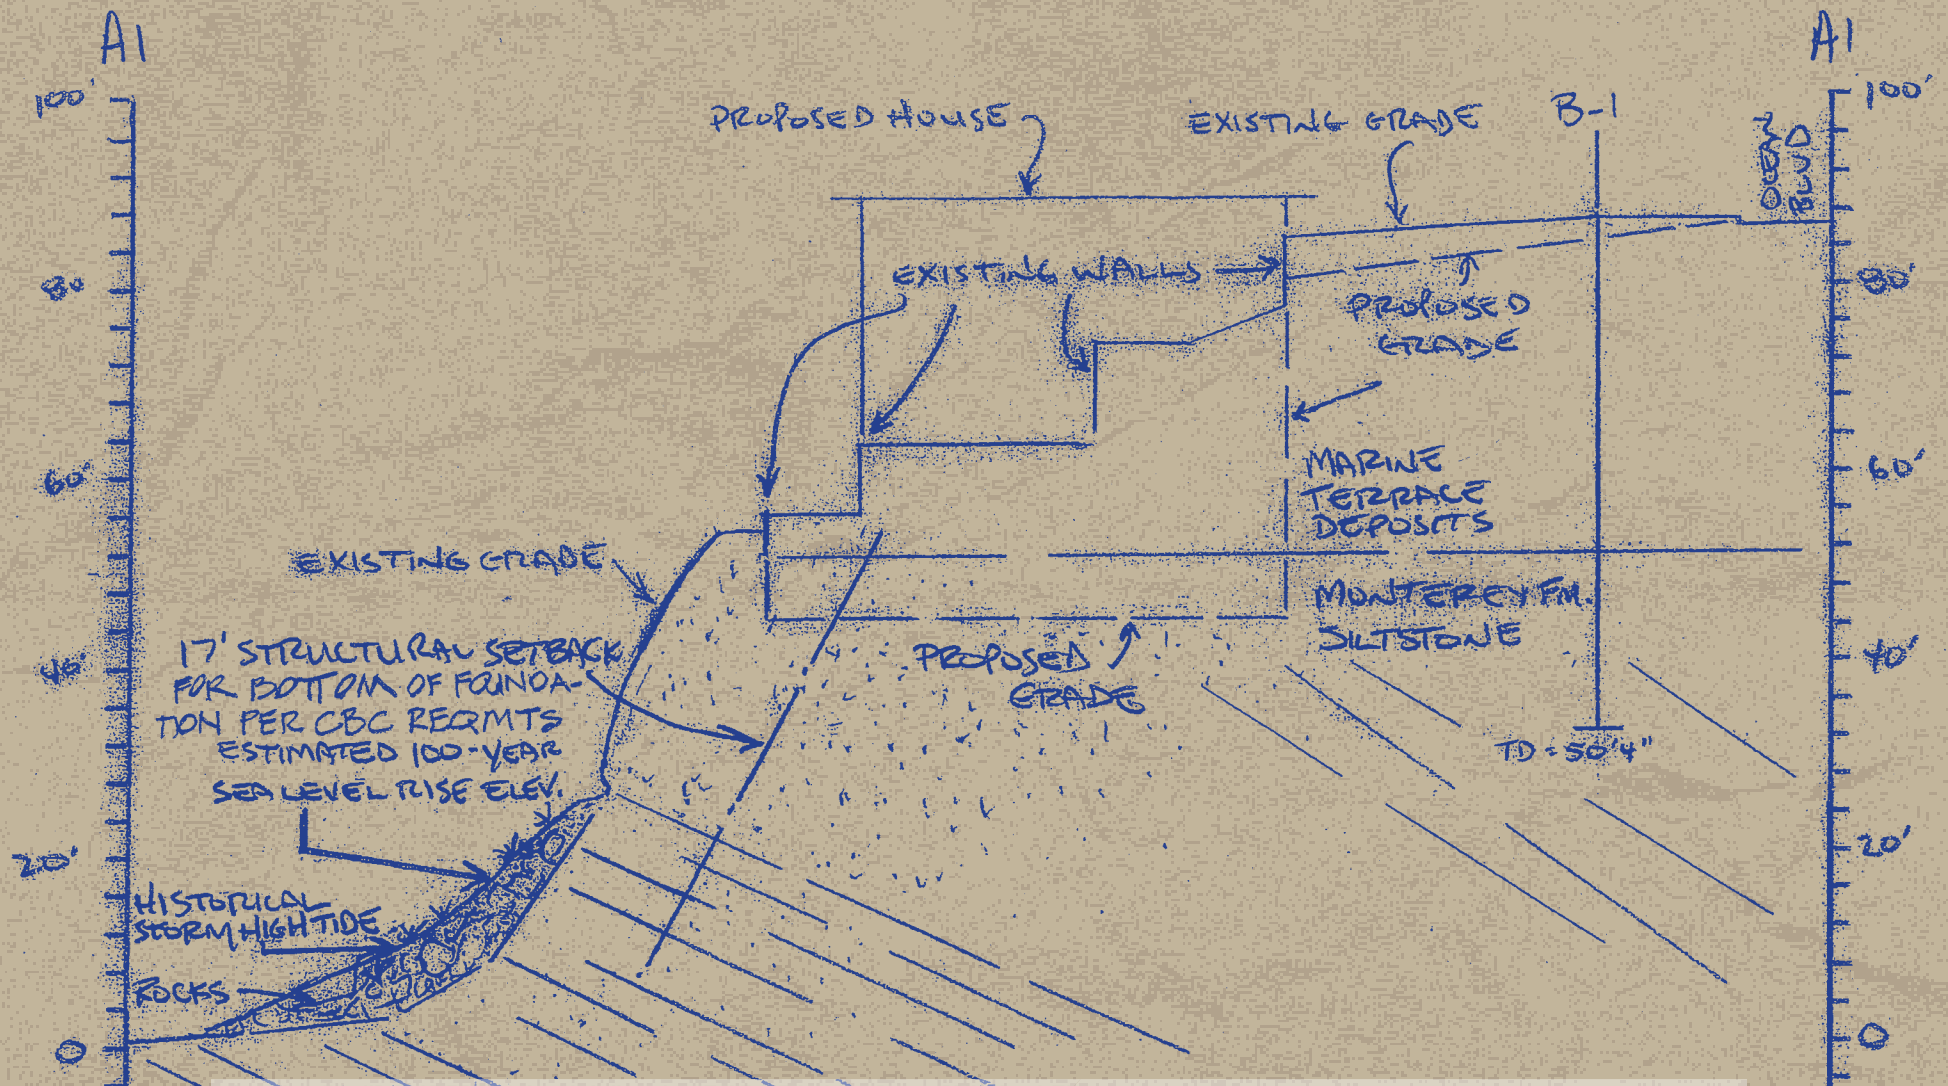 A1
A1
100'
100'
PROPOSED HOUSE
EXISTING GRADE
B-1
OCEAN
BLVD
80
80'
EXISTING WALLS
PROPOSED
GRADE
60'
60'
MARINE
TERRACE
DEPOSITS
EXISTING GRADE
MONTEREY FM.
SILTSTONE
40'
40'
17' STRUCTURAL SETBACK
FOR BOTTOM OF FOUNDA-
TION PER CBC REQMTS
PROPOSED
GRADE
ESTIMATED 100-YEAR
SEA LEVEL RISE ELEV.
TD = 50'4"
20'
20'
HISTORICAL
STORM HIGH TIDE
ROCKS
0
0